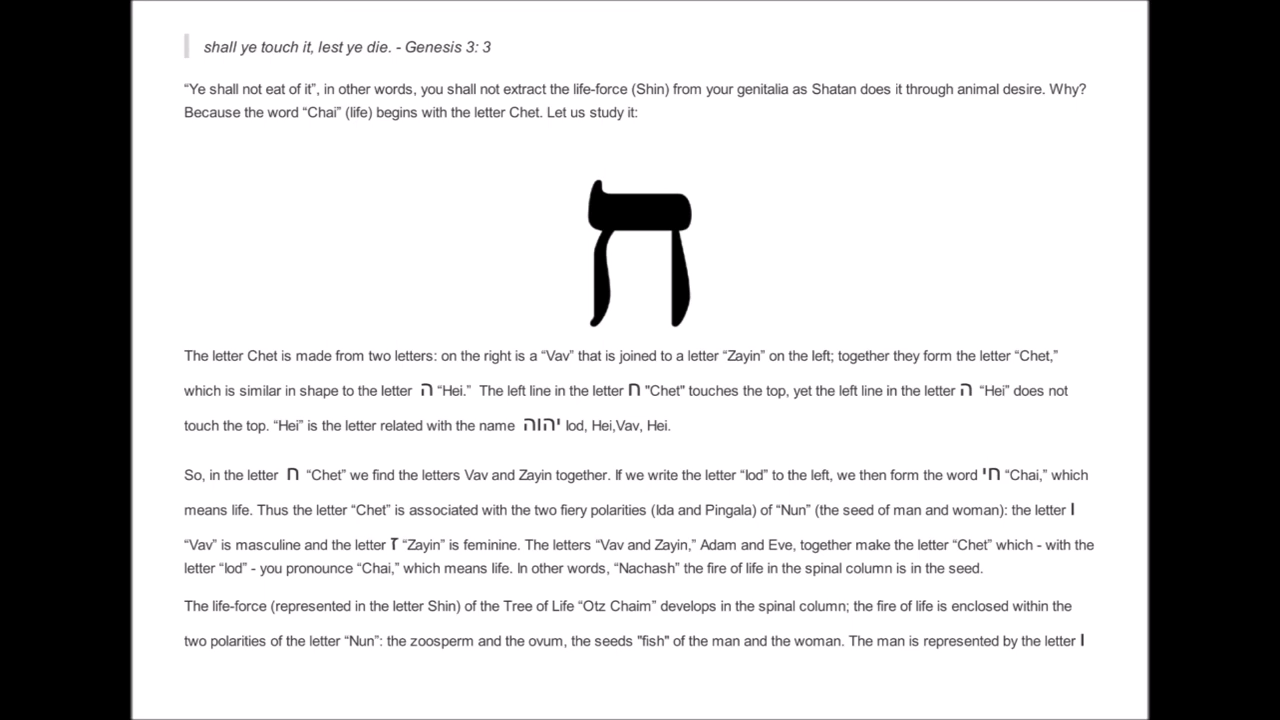 shall ye touch it, lest ye die. - Genesis 3: 3
“Ye shall not eat of it”, in other words, you shall not extract the life-force (Shin) from your genitalia as Shatan does it through animal desire. Why?
Because the word “Chai” (life) begins with the letter Chet. Let us study it:
ח
The letter Chet is made from two letters: on the right is a “Vav” that is joined to a letter “Zayin” on the left; together they form the letter “Chet,”
which is similar in shape to the letter ה “Hei.” The left line in the letter ח "Chet" touches the top, yet the left line in the letter ה “Hei” does not
touch the top. “Hei” is the letter related with the name יהוה Iod, Hei,Vav, Hei.
So, in the letter ח “Chet” we find the letters Vav and Zayin together. If we write the letter “Iod” to the left, we then form the word חי “Chai,” which
means life. Thus the letter “Chet” is associated with the two fiery polarities (Ida and Pingala) of “Nun” (the seed of man and woman): the letter ו
“Vav” is masculine and the letter ז “Zayin” is feminine. The letters “Vav and Zayin,” Adam and Eve, together make the letter “Chet” which - with the
letter “Iod” - you pronounce “Chai,” which means life. In other words, “Nachash” the fire of life in the spinal column is in the seed.
The life-force (represented in the letter Shin) of the Tree of Life “Otz Chaim” develops in the spinal column; the fire of life is enclosed within the
two polarities of the letter “Nun”: the zoosperm and the ovum, the seeds "fish" of the man and the woman. The man is represented by the letter ו